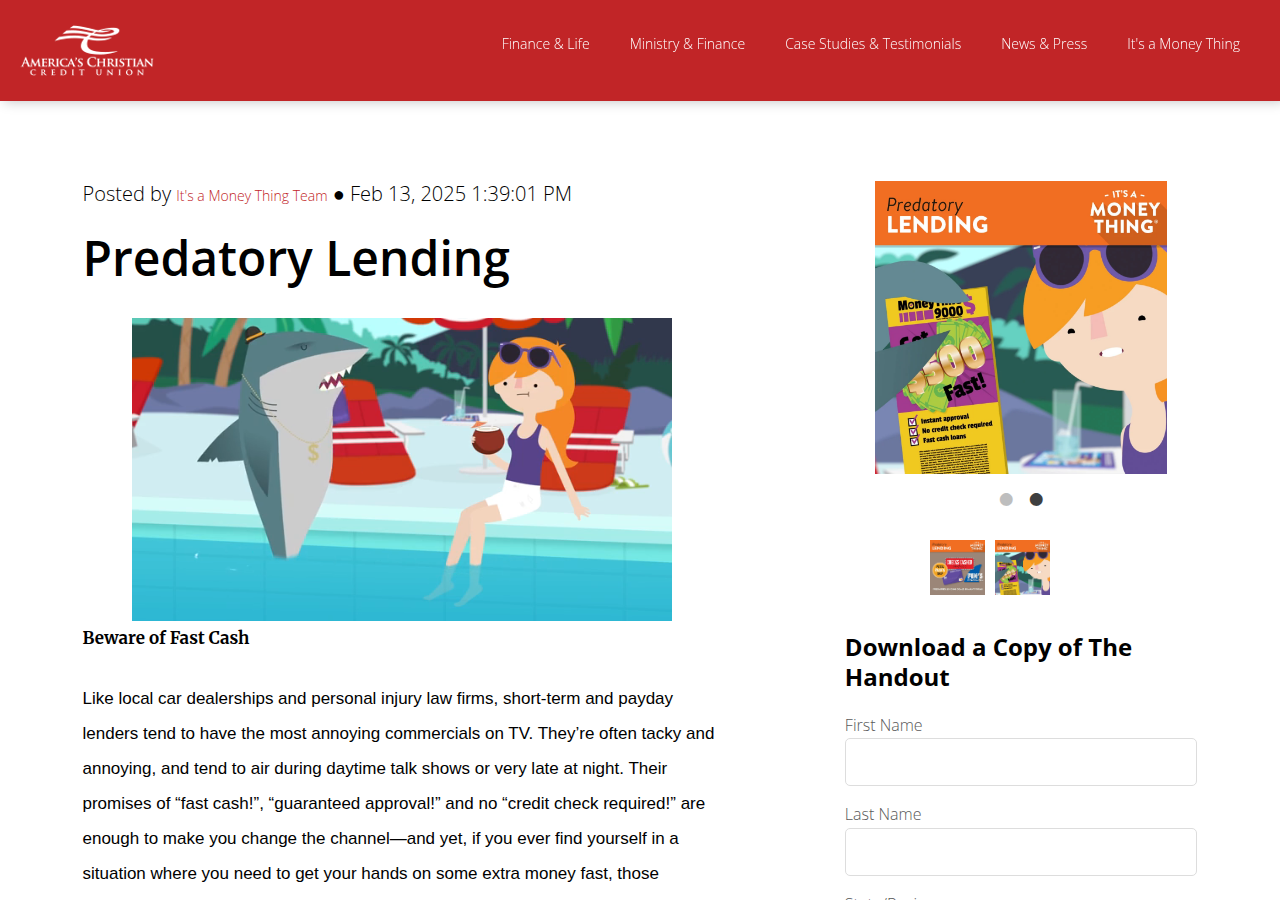 AMERICA'S CHRISTIAN
CREDIT UNION
Finance & Life
Ministry & Finance
Case Studies & Testimonials
News & Press
It's a Money Thing
Posted by It's a Money Thing Team ● Feb 13, 2025 1:39:01 PM
Predatory Lending
$
Beware of Fast Cash
Like local car dealerships and personal injury law firms, short-term and payday
lenders tend to have the most annoying commercials on TV. They’re often tacky and
annoying, and tend to air during daytime talk shows or very late at night. Their
promises of “fast cash!”, “guaranteed approval!” and no “credit check required!” are
enough to make you change the channel—and yet, if you ever find yourself in a
situation where you need to get your hands on some extra money fast, those
Predatory
LENDING
- IT'S A -
MONEY
THING
9000
$500
Fast!
Instant approval
No credit check required
Fast cash loans
Download a Copy of The
Handout
First Name
Last Name